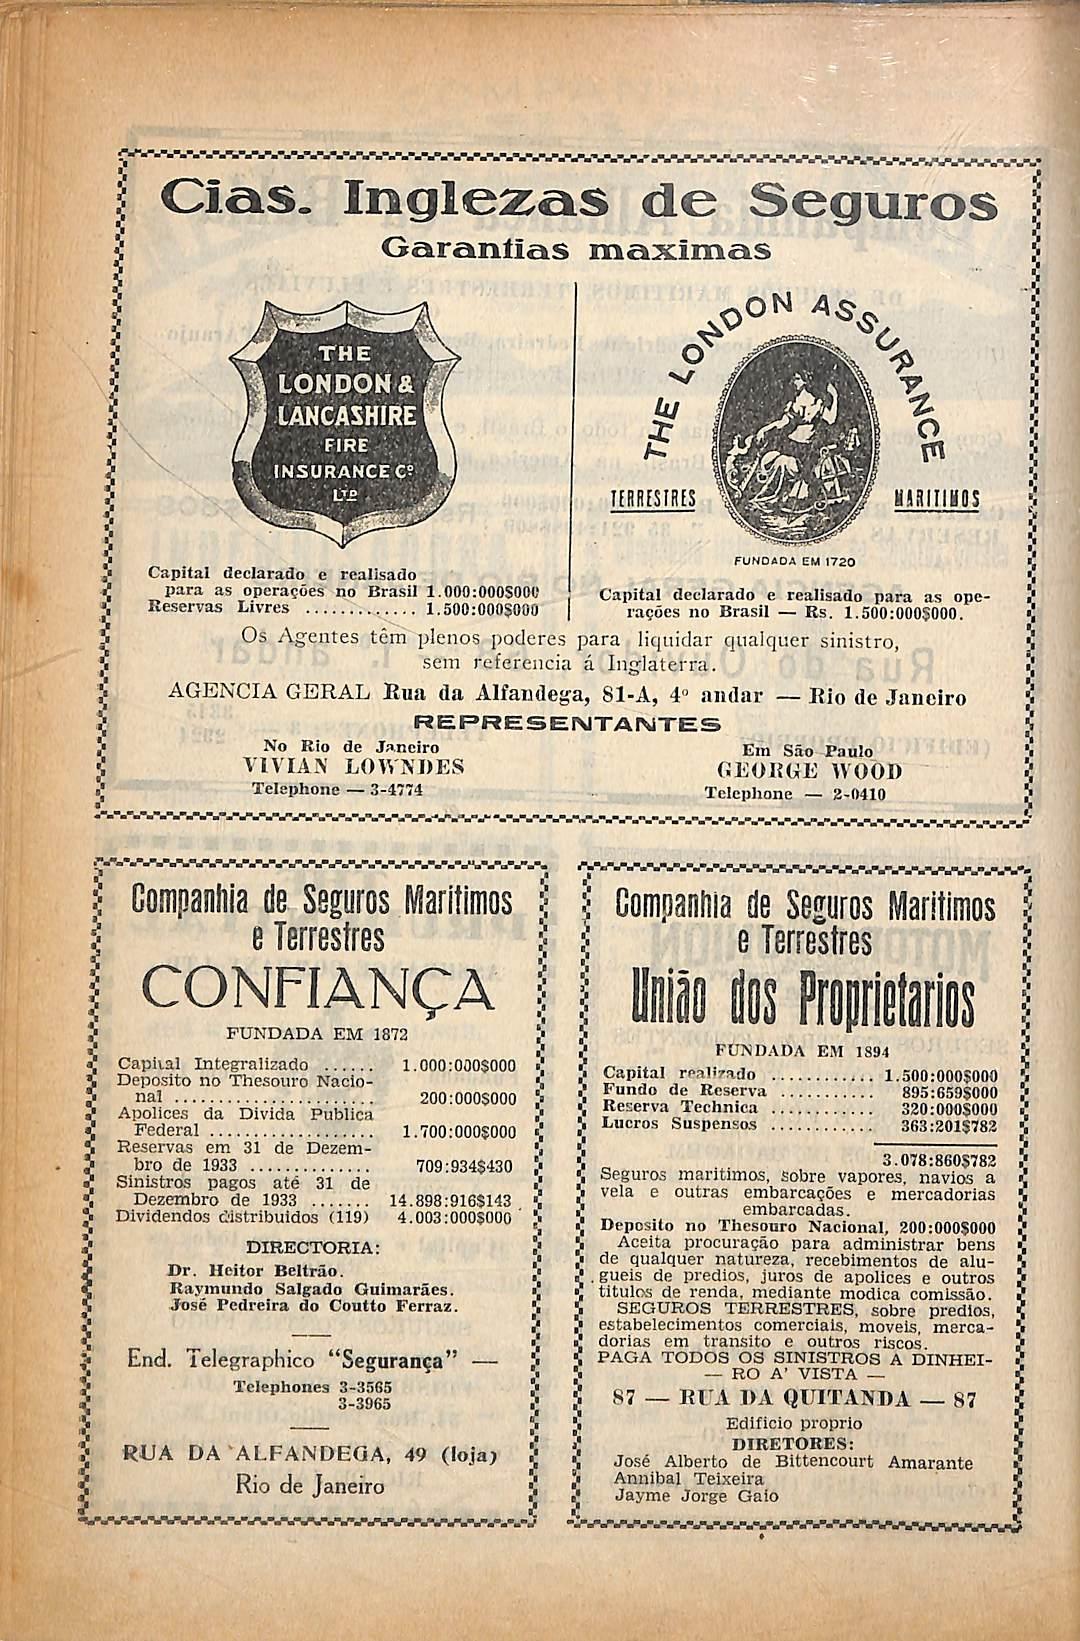 Cias. Inglezas de Seguros
Garantias maximas
THE
LONDON &
LANCASHIRE
FIRE
INSURANCE Cº
LTD
Capital declarado e realisado
para as operações no Brasil 1.000:000$000
Reservas Livres ............. 1.500:000$000
THE LONDON ASSURANCE
TERRESTRES
MARITIMOS
FUNDADA EM 1720
Capital declarado e realisado para as ope-
rações no Brasil — Rs. 1.500:000$000.
Os Agentes têm plenos poderes para liquidar qualquer sinistro,
sem referencia á Inglaterra.
AGENCIA GERAL Rua da Alfandega, 81-A, 4º andar — Rio de Janeiro
REPRESENTANTES
No Rio de Janeiro
VIVIAN LOWNDES
Telephone — 3-4774
Em São Paulo
GEORGE WOOD
Telephone — 2-0410
Companhia de Seguros Maritimos
e Terrestres
CONFIANÇA
FUNDADA EM 1872
Capital Integralizado ...... 1.000:000$000
Deposito no Thesouro Nacio-
nal ....................... 200:000$000
Apolices da Divida Publica
Federal ................... 1.700:000$000
Reservas em 31 de Dezem-
bro de 1933 .............. 709:934$430
Sinistros pagos até 31 de
Dezembro de 1933 ....... 14.898:916$143
Dividendos distribuidos (119) 4.003:000$000
DIRECTORIA:
Dr. Heitor Beltrão.
Raymundo Salgado Guimarães.
José Pedreira do Coutto Ferraz.
End. Telegraphico "Segurança" —
Telephones 3-3565
3-3965
RUA DA ALFANDEGA, 49 (loja)
Rio de Janeiro
Companhia de Seguros Maritimos
e Terrestres
União dos Proprietarios
FUNDADA EM 1894
Capital realizado ............ 1.500:000$000
Fundo de Reserva ........... 895:659$000
Reserva Technica ............ 320:000$000
Lucros Suspensos ............ 363:201$782
3.078:860$782
Seguros maritimos, sobre vapores, navios a
vela e outras embarcações e mercadorias
embarcadas.
Deposito no Thesouro Nacional, 200:000$000
Aceita procuração para administrar bens
de qualquer natureza, recebimentos de alu-
gueis de predios, juros de apolices e outros
titulos de renda, mediante modica comissão.
SEGUROS TERRESTRES, sobre predios,
estabelecimentos comerciais, moveis, merca-
dorias em transito e outros riscos.
PAGA TODOS OS SINISTROS A DINHEI-
— RO A' VISTA —
87 — RUA DA QUITANDA — 87
Edificio proprio
DIRETORES:
José Alberto de Bittencourt Amarante
Annibal Teixeira
Jayme Jorge Gaio